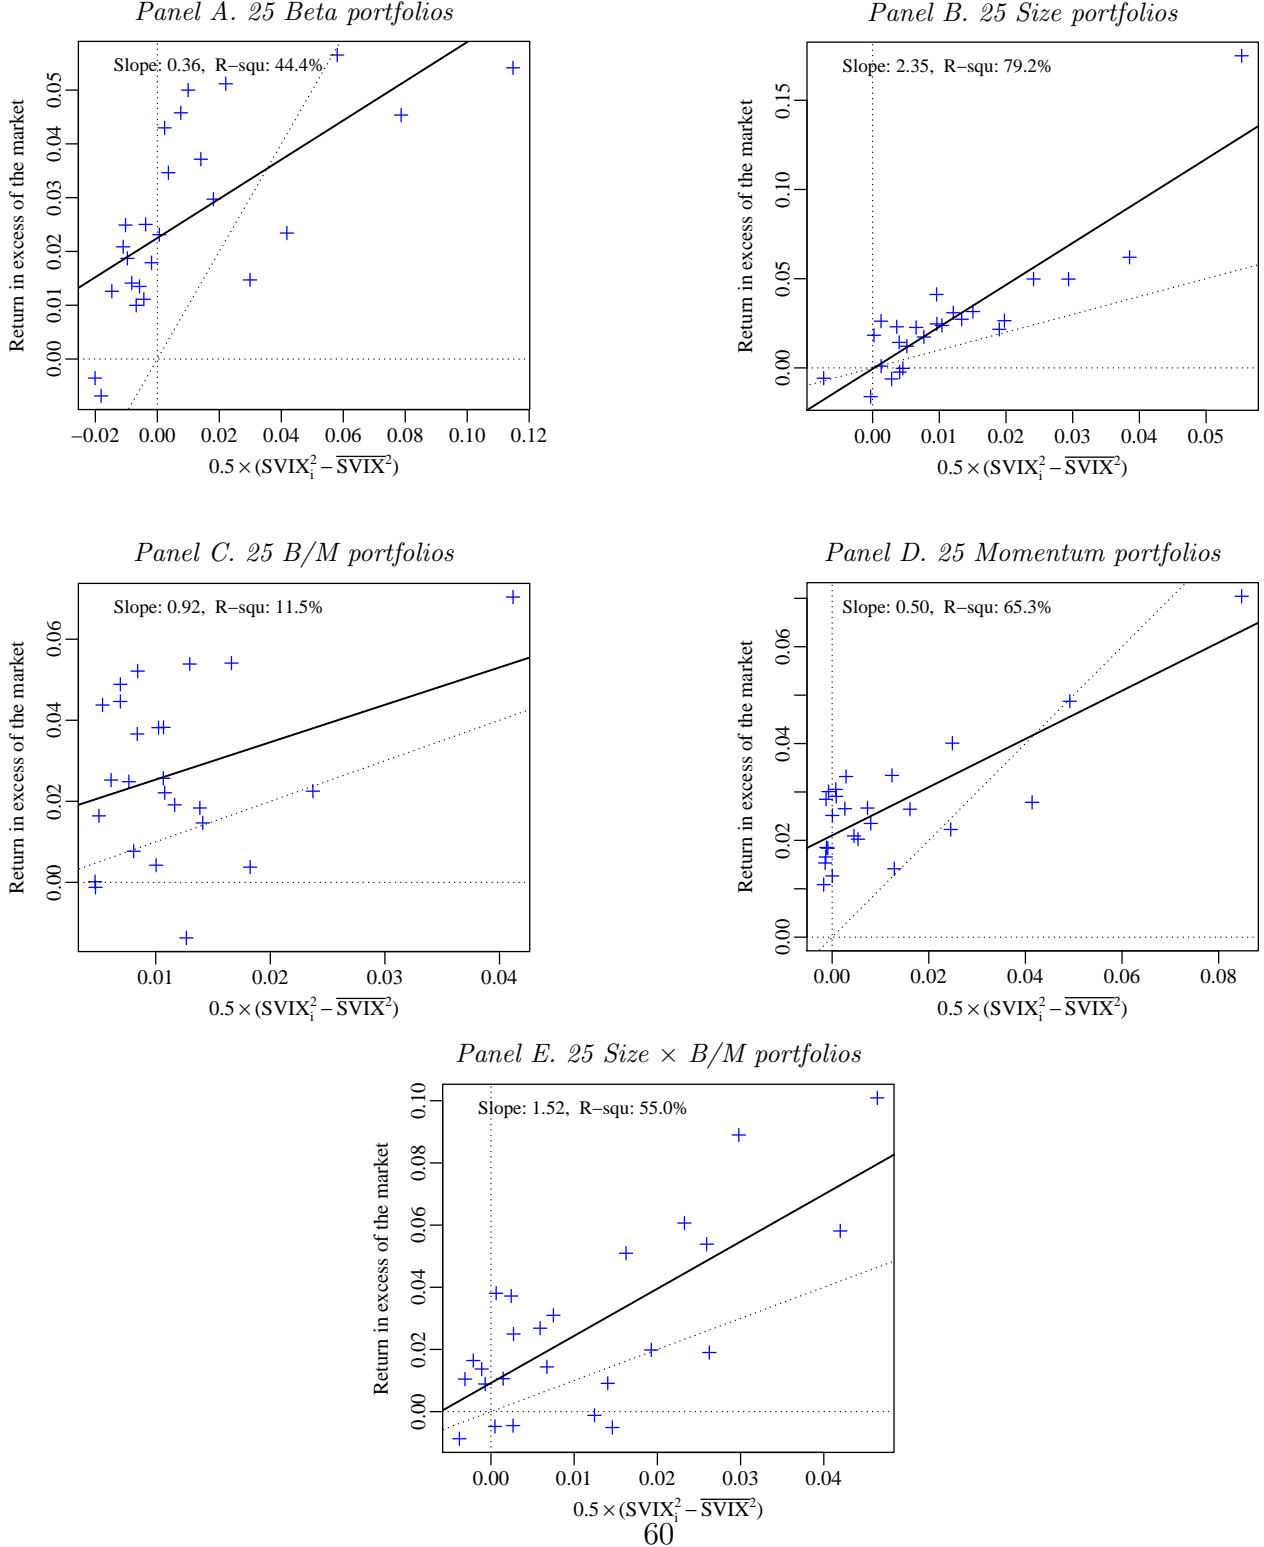 Panel A. 25 Beta portfolios
Slope: 0.36, R−squ: 44.4%
Return in excess of the market
0.05
0.04
0.03
0.02
0.01
0.00
−0.02 0.00 0.02 0.04 0.06 0.08 0.10 0.12
0.5 × (SVIX_i^2 − \overline{SVIX}^2)
Panel B. 25 Size portfolios
Slope: 2.35, R−squ: 79.2%
Return in excess of the market
0.15
0.10
0.05
0.00
0.00 0.01 0.02 0.03 0.04 0.05
0.5 × (SVIX_i^2 − \overline{SVIX}^2)
Panel C. 25 B/M portfolios
Slope: 0.92, R−squ: 11.5%
Return in excess of the market
0.06
0.04
0.02
0.00
0.01 0.02 0.03 0.04
0.5 × (SVIX_i^2 − \overline{SVIX}^2)
Panel D. 25 Momentum portfolios
Slope: 0.50, R−squ: 65.3%
Return in excess of the market
0.06
0.04
0.02
0.00
0.00 0.02 0.04 0.06 0.08
0.5 × (SVIX_i^2 − \overline{SVIX}^2)
Panel E. 25 Size × B/M portfolios
Slope: 1.52, R−squ: 55.0%
Return in excess of the market
0.10
0.08
0.06
0.04
0.02
0.00
0.00 0.01 0.02 0.03 0.04
0.5 × (SVIX_i^2 − \overline{SVIX}^2)
60